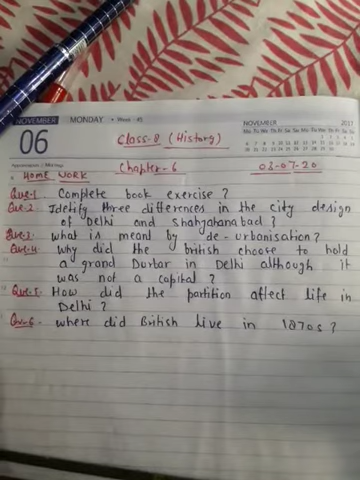 NOVEMBER
MONDAY
06
NOVEMBER 2017
Class-8 (History)
Chapter-6
03-07-20
HOME WORK
Que-1. Complete book exercise?
Que-2. Idetify three differences in the city design
of Delhi and Shahjahanabad?
Que-3. what is meant by de-urbanisation?
Que-4. Why did the british choose to hold
a grand Durbar in Delhi although it
was not a capital?
Que-5. How did the partition affect life in
Delhi?
Que-6. where did British live in 1870s?